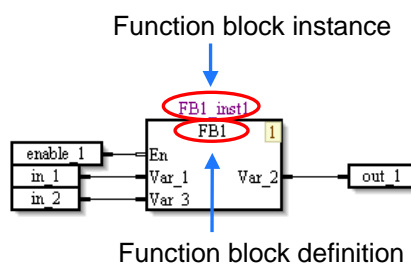 Function block instance
FB1_inst1
FB1 1
enable_1 En
in_1 Var_1 Var_2 out_1
in_2 Var_3
Function block definition